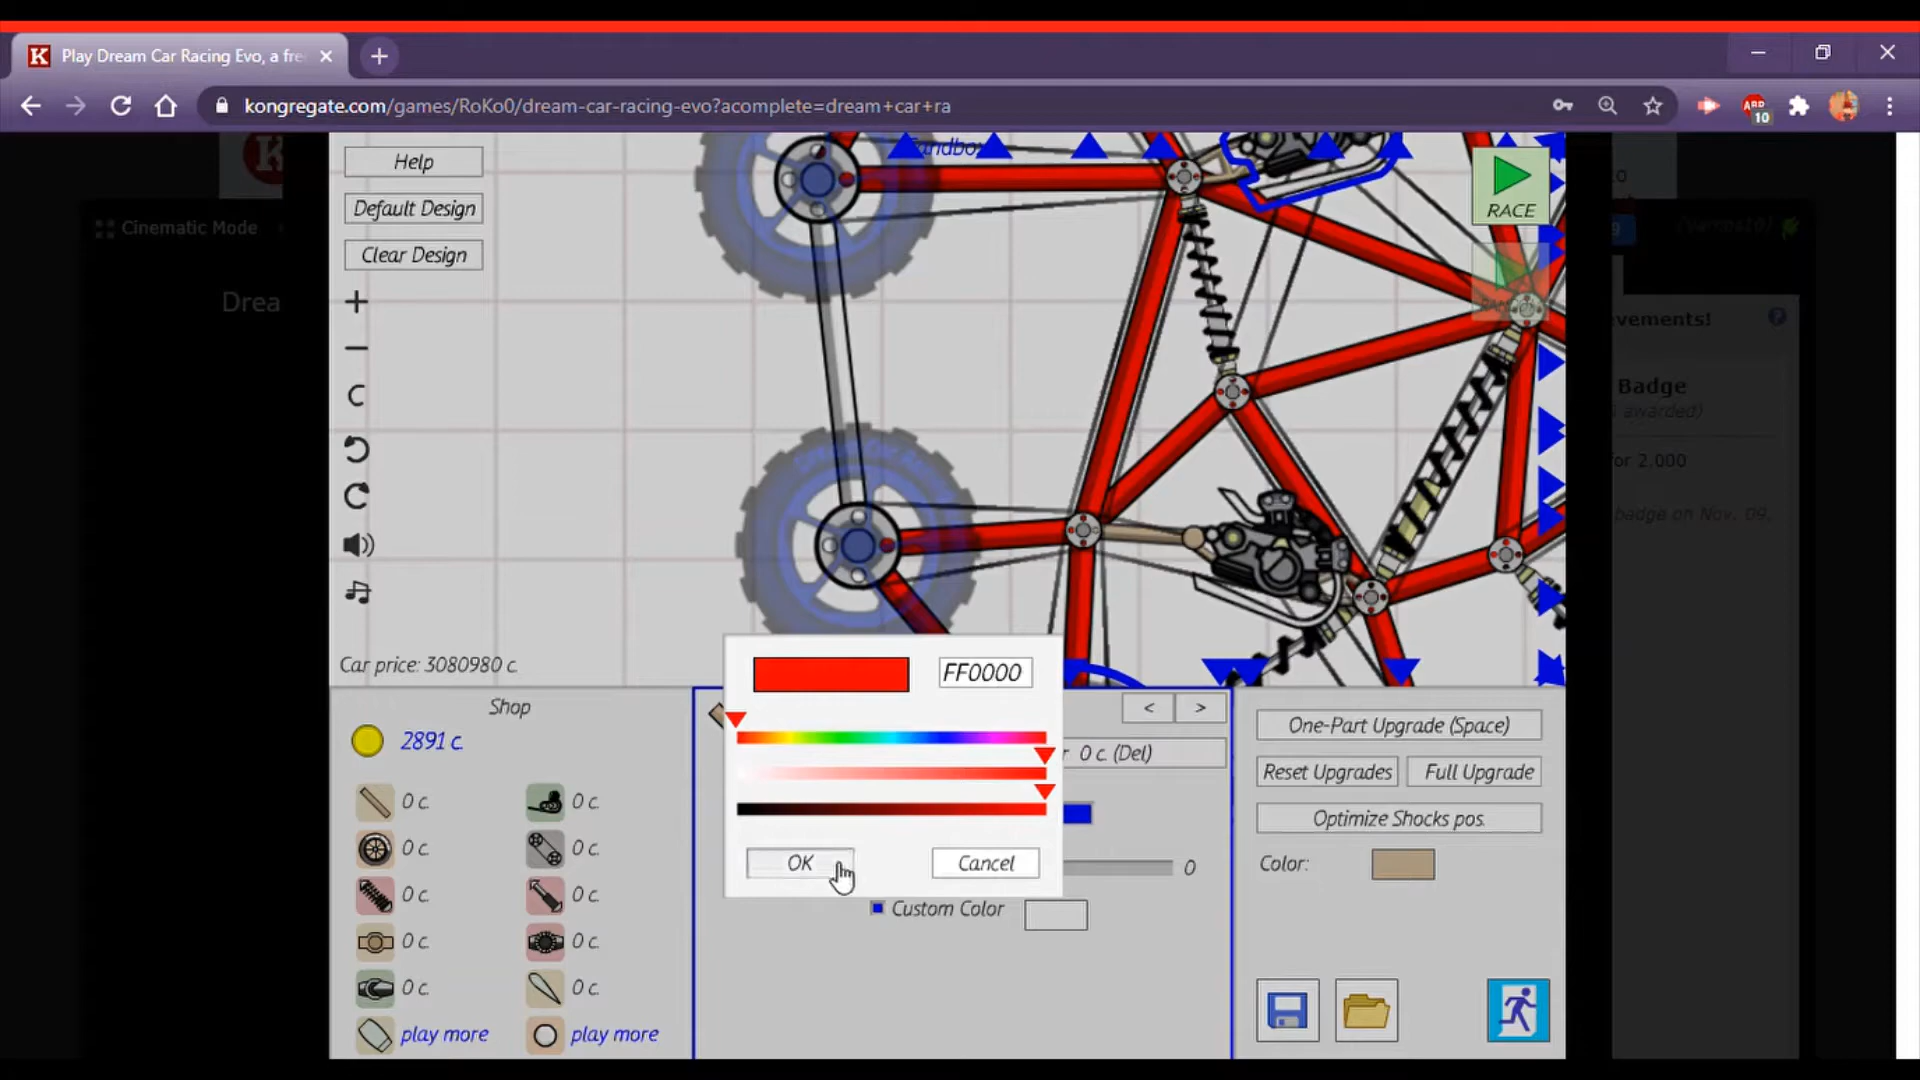 Play Dream Car Racing Evo, a fre
kongregate.com/games/RoKo0/dream-car-racing-evo?acomplete=dream+car+ra
ABP
10
Help
Default Design
Clear Design
Cinematic Mode
Drea
RACE
vements!
Badge
awarded)
for 2.000
badge on Nov. 09,
Car price: 3080980 c.
Shop
2891 c.
0 c.
0 c.
0 c.
0 c.
0 c.
0 c.
0 c.
0 c.
0 c.
0 c.
play more
play more
FF0000
OK
Cancel
<
>
r 0 c. (Del)
0
Custom Color
One-Part Upgrade (Space)
Reset Upgrades
Full Upgrade
Optimize Shocks pos.
Color: